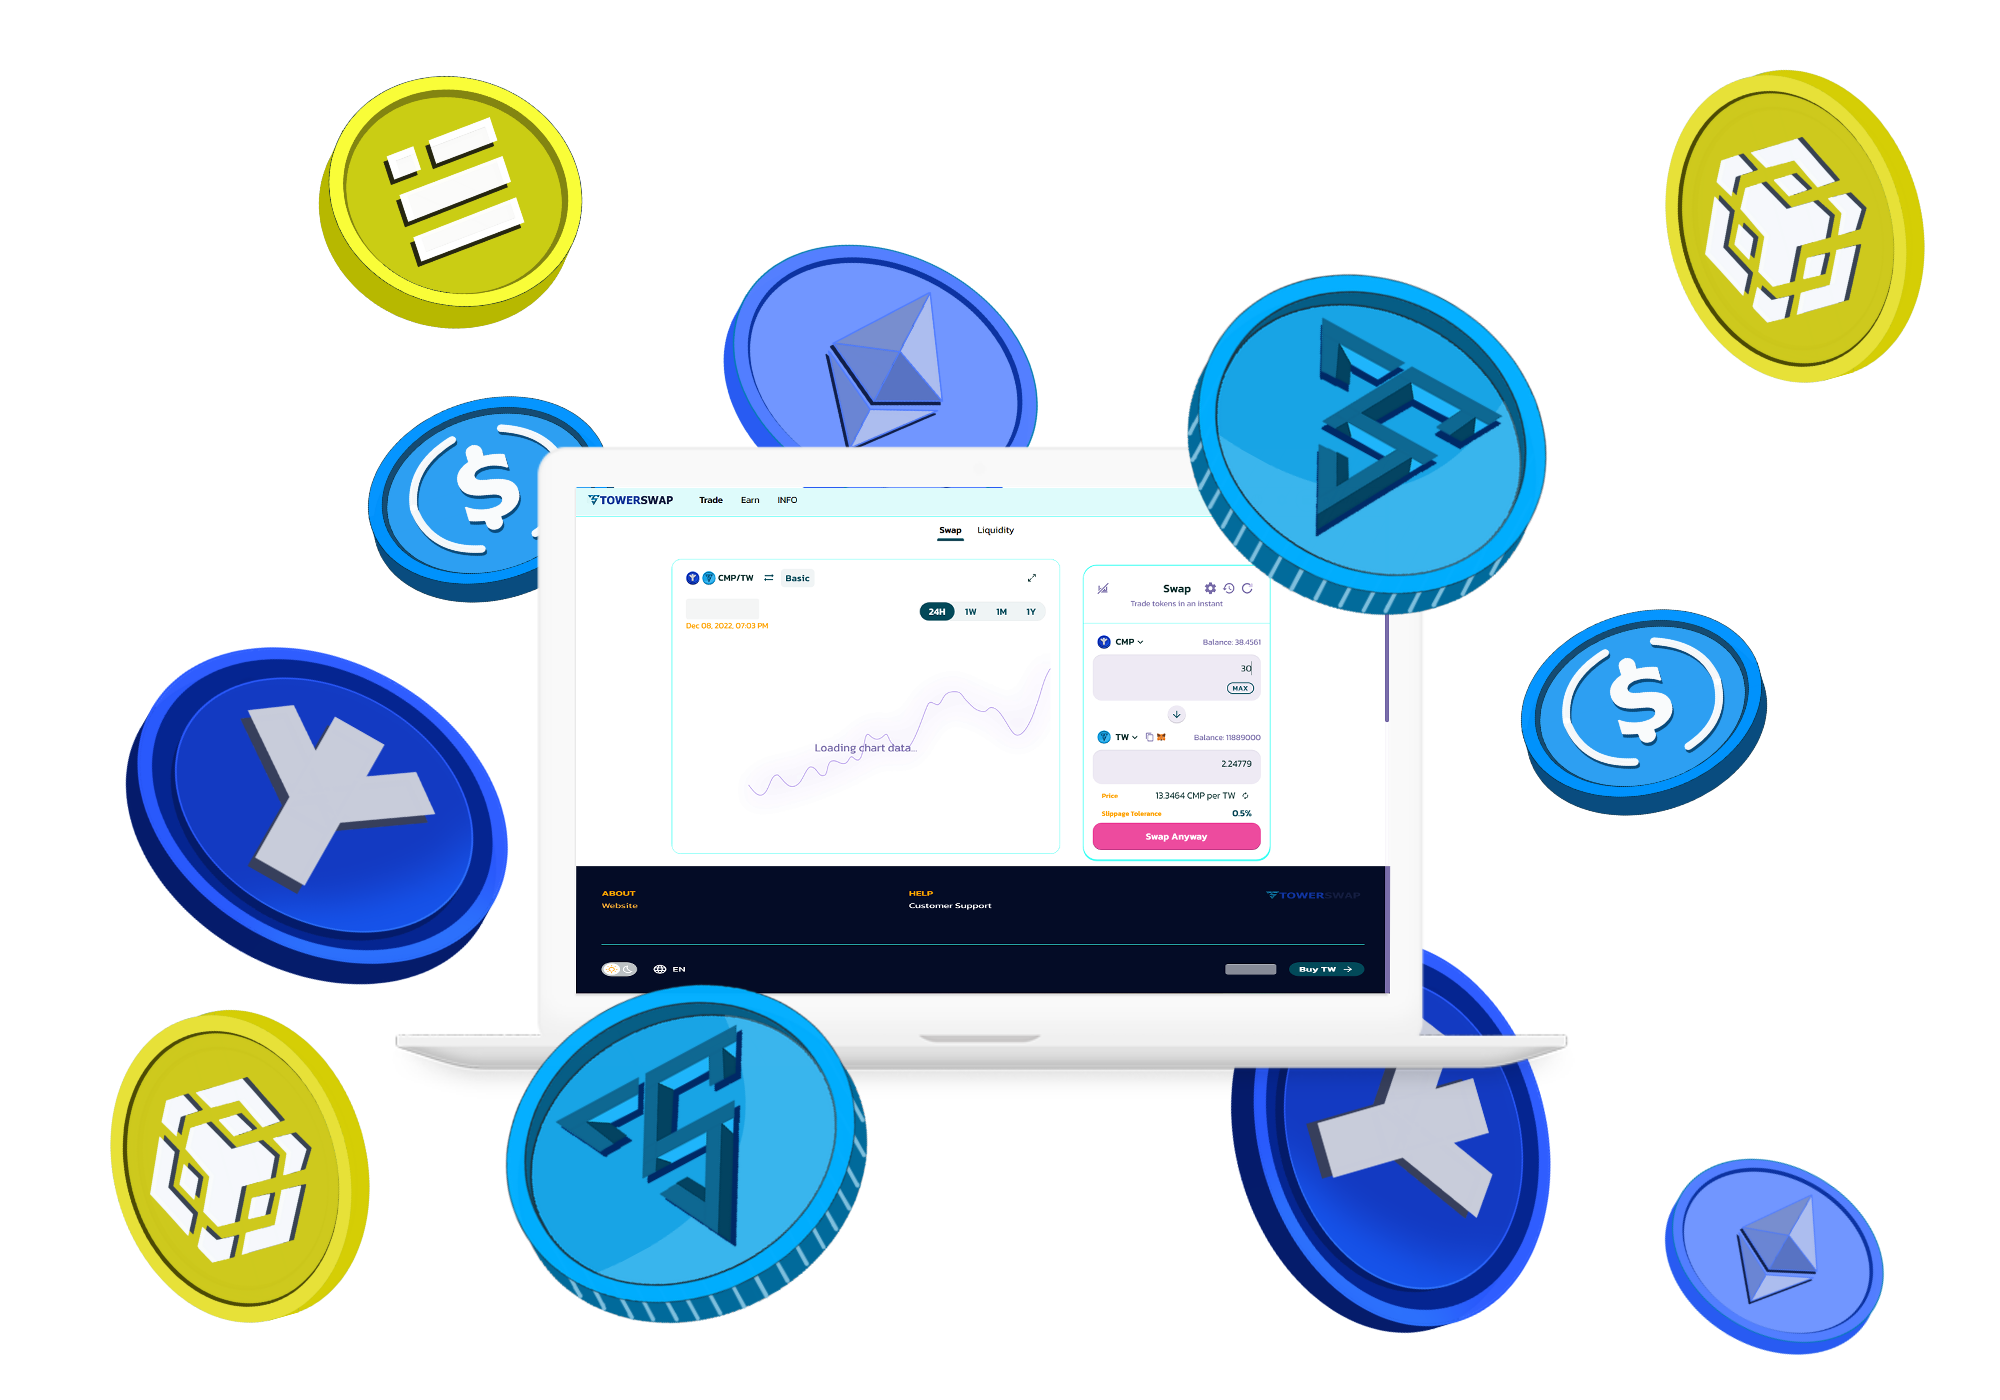 TOWERSWAP Trade Earn INFO
Swap Liquidity
CMP/TW Basic
24H 1W 1M 1Y
Dec 08, 2022, 07:03 PM
Loading chart data...
Swap
Trade tokens in an instant
CMP Balance: 38.4561
30
MAX
TW Balance: 11889000
2.24779
Price 13.3464 CMP per TW
Slippage Tolerance 0.5%
Swap Anyway
ABOUT HELP TOWERSWAP
Website Customer Support
EN Buy TW
$
$